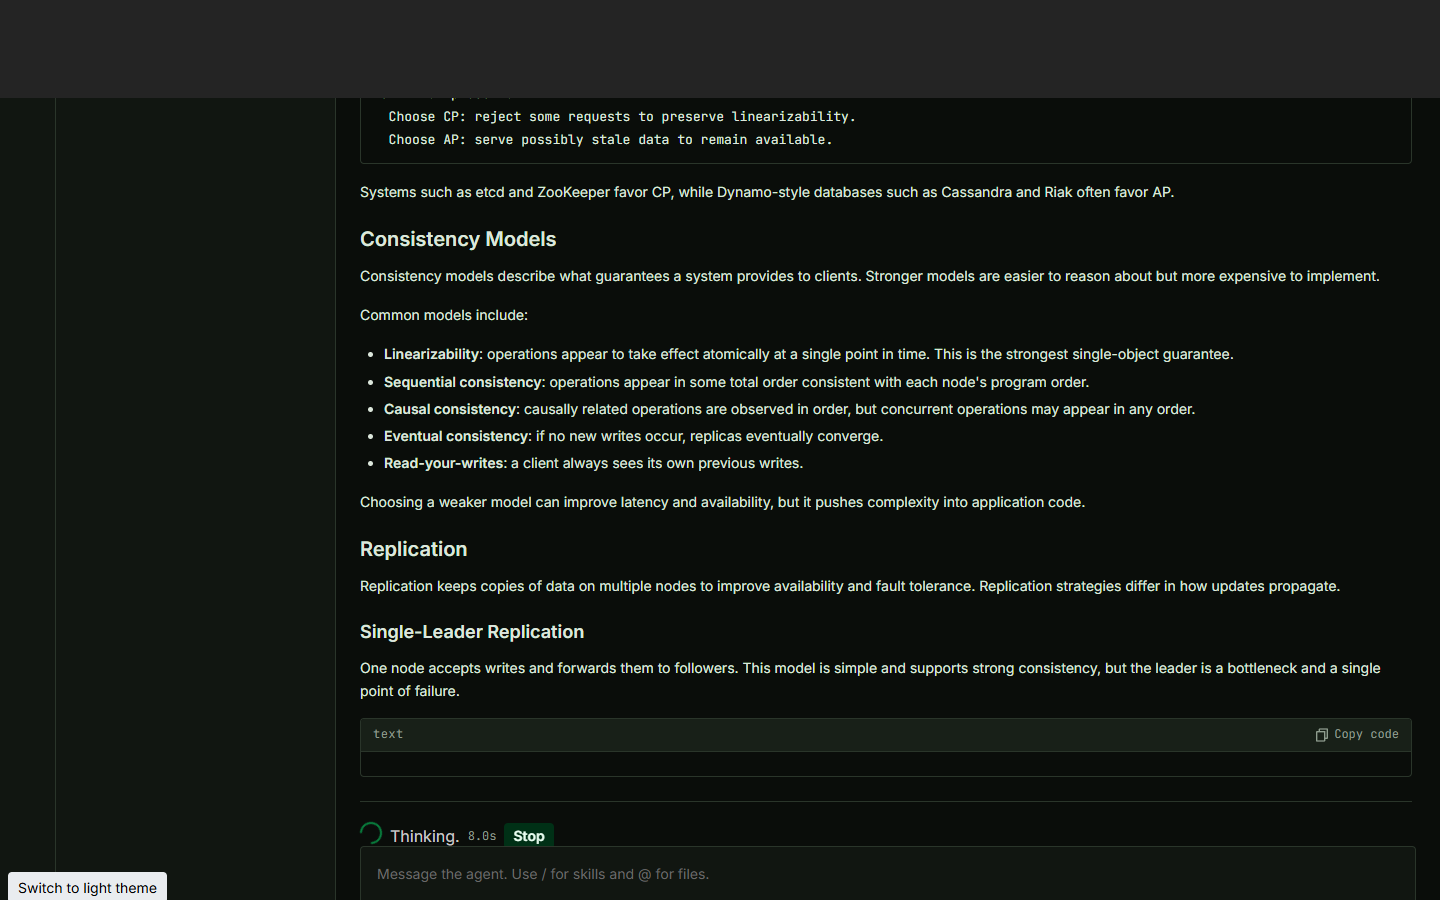 Choose CP: reject some requests to preserve linearizability.
Choose AP: serve possibly stale data to remain available.
Systems such as etcd and ZooKeeper favor CP, while Dynamo-style databases such as Cassandra and Riak often favor AP.
Consistency Models
Consistency models describe what guarantees a system provides to clients. Stronger models are easier to reason about but more expensive to implement.
Common models include:
• Linearizability: operations appear to take effect atomically at a single point in time. This is the strongest single-object guarantee.
• Sequential consistency: operations appear in some total order consistent with each node's program order.
• Causal consistency: causally related operations are observed in order, but concurrent operations may appear in any order.
• Eventual consistency: if no new writes occur, replicas eventually converge.
• Read-your-writes: a client always sees its own previous writes.
Choosing a weaker model can improve latency and availability, but it pushes complexity into application code.
Replication
Replication keeps copies of data on multiple nodes to improve availability and fault tolerance. Replication strategies differ in how updates propagate.
Single-Leader Replication
One node accepts writes and forwards them to followers. This model is simple and supports strong consistency, but the leader is a bottleneck and a single
point of failure.
text Copy code
Thinking. 8.0s Stop
Message the agent. Use / for skills and @ for files.
Switch to light theme